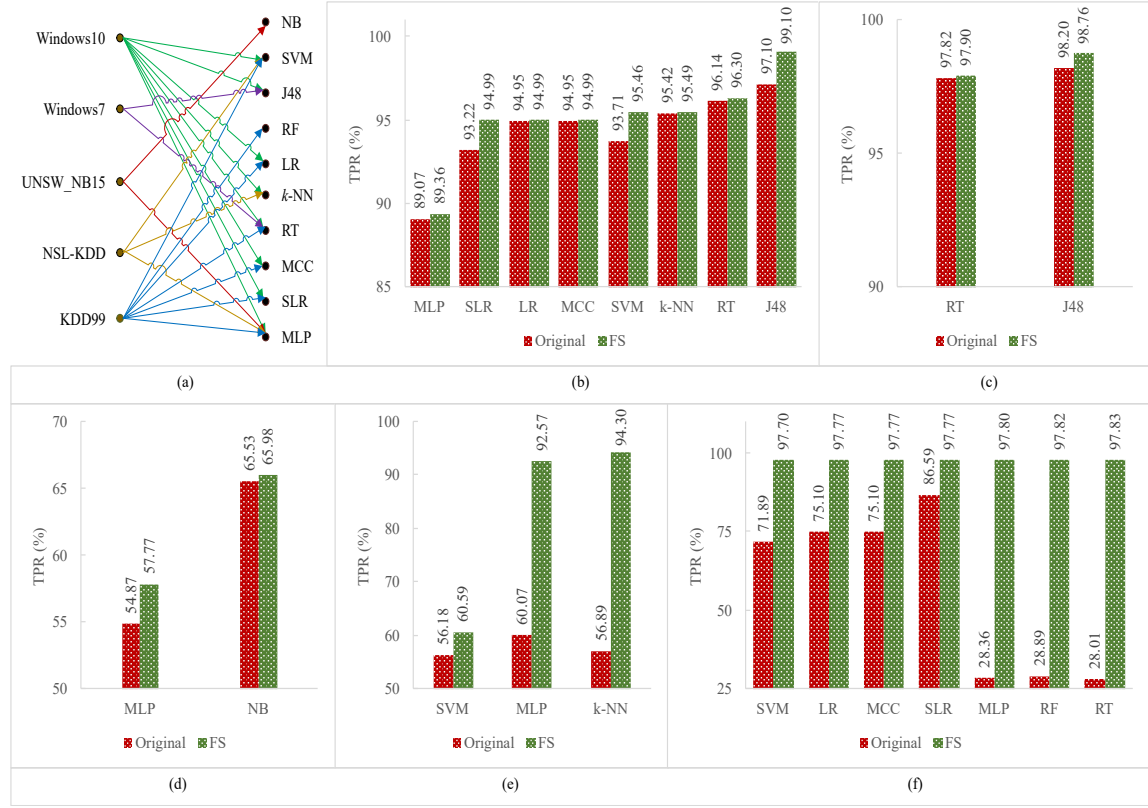 Windows10
Windows7
UNSW_NB15
NSL-KDD
KDD99
NB
SVM
J48
RF
LR
k-NN
RT
MCC
SLR
MLP
(a)
TPR (%)
100
95
90
85
89.07
89.36
93.22
94.99
94.95
94.99
94.95
94.99
93.71
95.46
95.42
95.49
96.14
96.30
97.10
99.10
MLP SLR LR MCC SVM k-NN RT J48
Original FS
(b)
TPR (%)
100
95
90
97.82
97.90
98.20
98.76
RT J48
Original FS
(c)
TPR (%)
70
65
60
55
50
54.87
57.77
65.53
65.98
MLP NB
Original FS
(d)
TPR (%)
100
90
80
70
60
50
56.18
60.59
60.07
92.57
56.89
94.30
SVM MLP k-NN
Original FS
(e)
TPR (%)
100
75
50
25
71.89
97.70
75.10
97.77
75.10
97.77
86.59
97.77
28.36
97.80
28.89
97.82
28.01
97.83
SVM LR MCC SLR MLP RF RT
Original FS
(f)